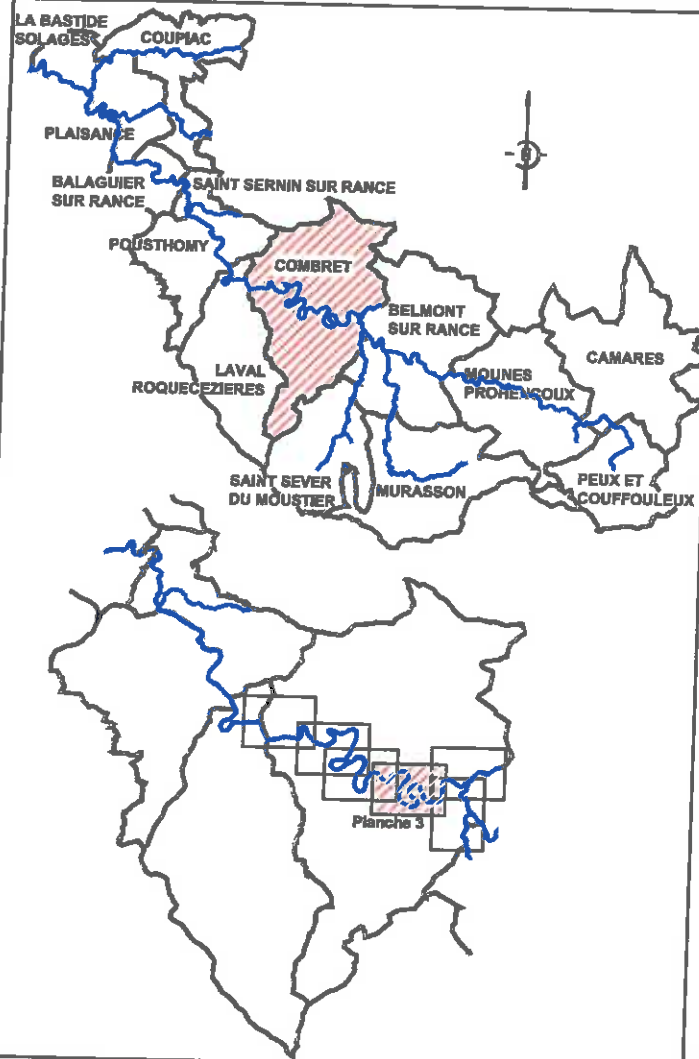 LA BASTIDE
SOLAGES
COUPIAC
PLAISANCE
BALAGUIER
SUR RANCE
SAINT SERNIN SUR RANCE
POUSTHOMY
COMBRET
BELMONT
SUR RANCE
LAVAL
ROQUECEZIERES
MOUNES
PROHENCOUX
CAMARES
SAINT SEVER
DU MOUSTIER
MURASSON
PEUX ET
COUFFOULEUX
Planche 3